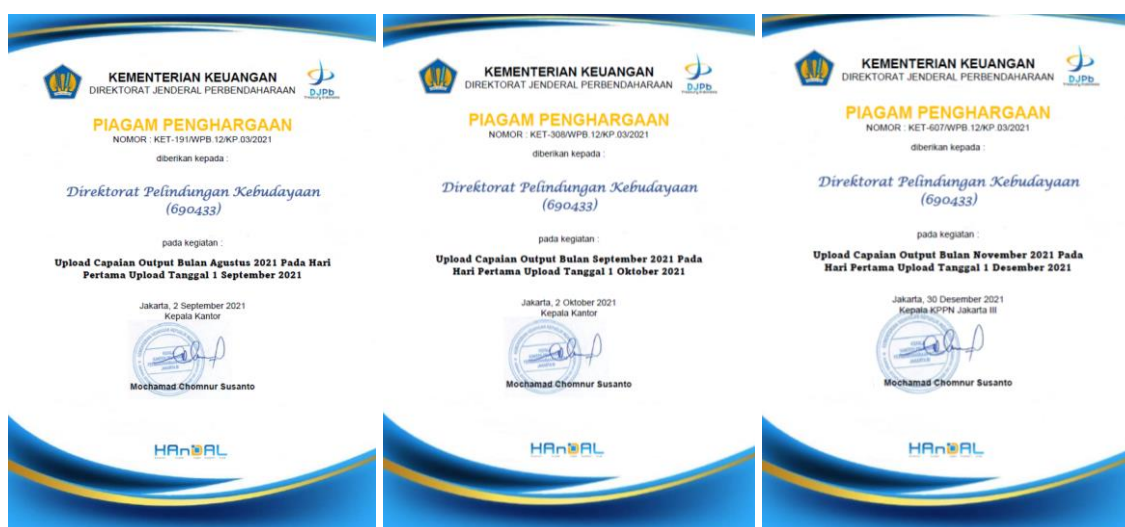 KEMENTERIAN KEUANGAN
DIREKTORAT JENDERAL PERBENDAHARAAN
DJPb
PIAGAM PENGHARGAAN
NOMOR : KET-191/WPB.12/KP.03/2021
diberikan kepada :
Direktorat Pelindungan Kebudayaan
(690433)
pada kegiatan :
Upload Capaian Output Bulan Agustus 2021 Pada Hari
Pertama Upload Tanggal 1 September 2021
Jakarta, 2 September 2021
Kepala Kantor
Mochamad Chomnur Susanto
HAnDAL
KEMENTERIAN KEUANGAN
DIREKTORAT JENDERAL PERBENDAHARAAN
DJPb
PIAGAM PENGHARGAAN
NOMOR : KET-308/WPB.12/KP.03/2021
diberikan kepada :
Direktorat Pelindungan Kebudayaan
(690433)
pada kegiatan :
Upload Capaian Output Bulan September 2021 Pada
Hari Pertama Upload Tanggal 1 Oktober 2021
Jakarta, 2 Oktober 2021
Kepala Kantor
Mochamad Chomnur Susanto
HAnDAL
KEMENTERIAN KEUANGAN
DIREKTORAT JENDERAL PERBENDAHARAAN
DJPb
PIAGAM PENGHARGAAN
NOMOR : KET-607/WPB.12/KP.03/2021
diberikan kepada :
Direktorat Pelindungan Kebudayaan
(690433)
pada kegiatan :
Upload Capaian Output Bulan November 2021 Pada
Hari Pertama Upload Tanggal 1 Desember 2021
Jakarta, 30 Desember 2021
Kepala KPPN Jakarta III
Mochamad Chomnur Susanto
HAnDAL